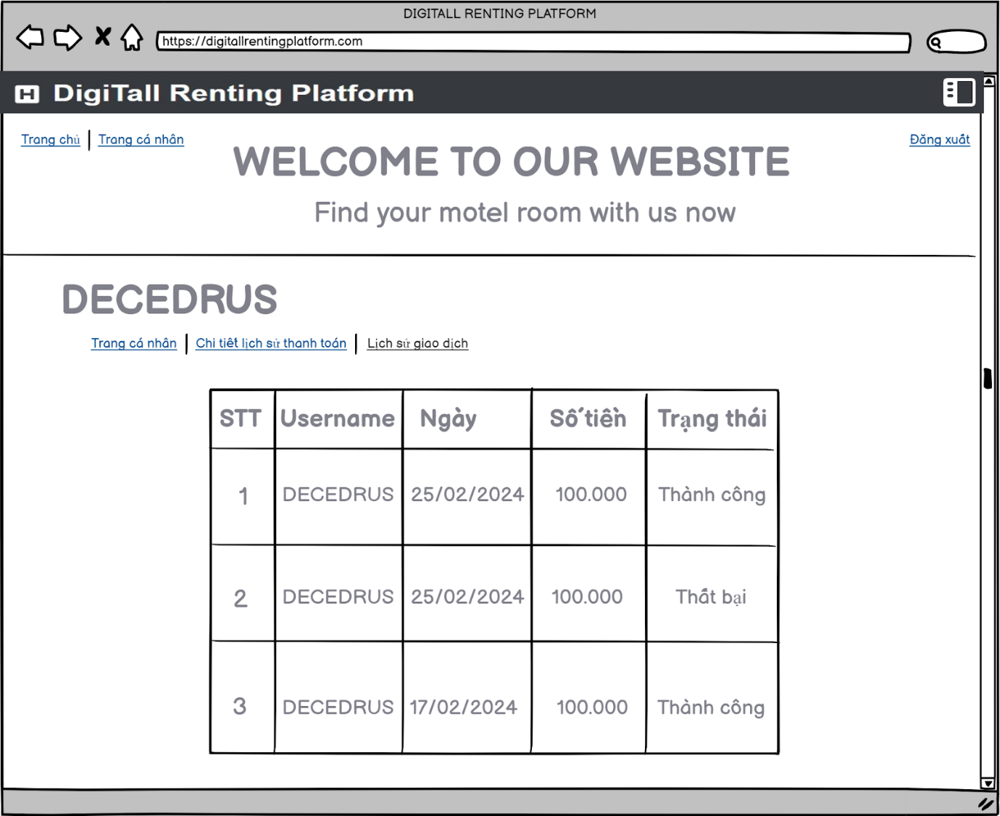 DIGITALL RENTING PLATFORM
https://digitallrentingplatform.com
H DigiTall Renting Platform
Trang chủ | Trang cá nhân
Đăng xuất
WELCOME TO OUR WEBSITE
Find your motel room with us now
DECEDRUS
Trang cá nhân | Chi tiết lịch sử thanh toán | Lịch sử giao dịch
STT Username Ngày Số tiền Trạng thái
1 DECEDRUS 25/02/2024 100.000 Thành công
2 DECEDRUS 25/02/2024 100.000 Thất bại
3 DECEDRUS 17/02/2024 100.000 Thành công